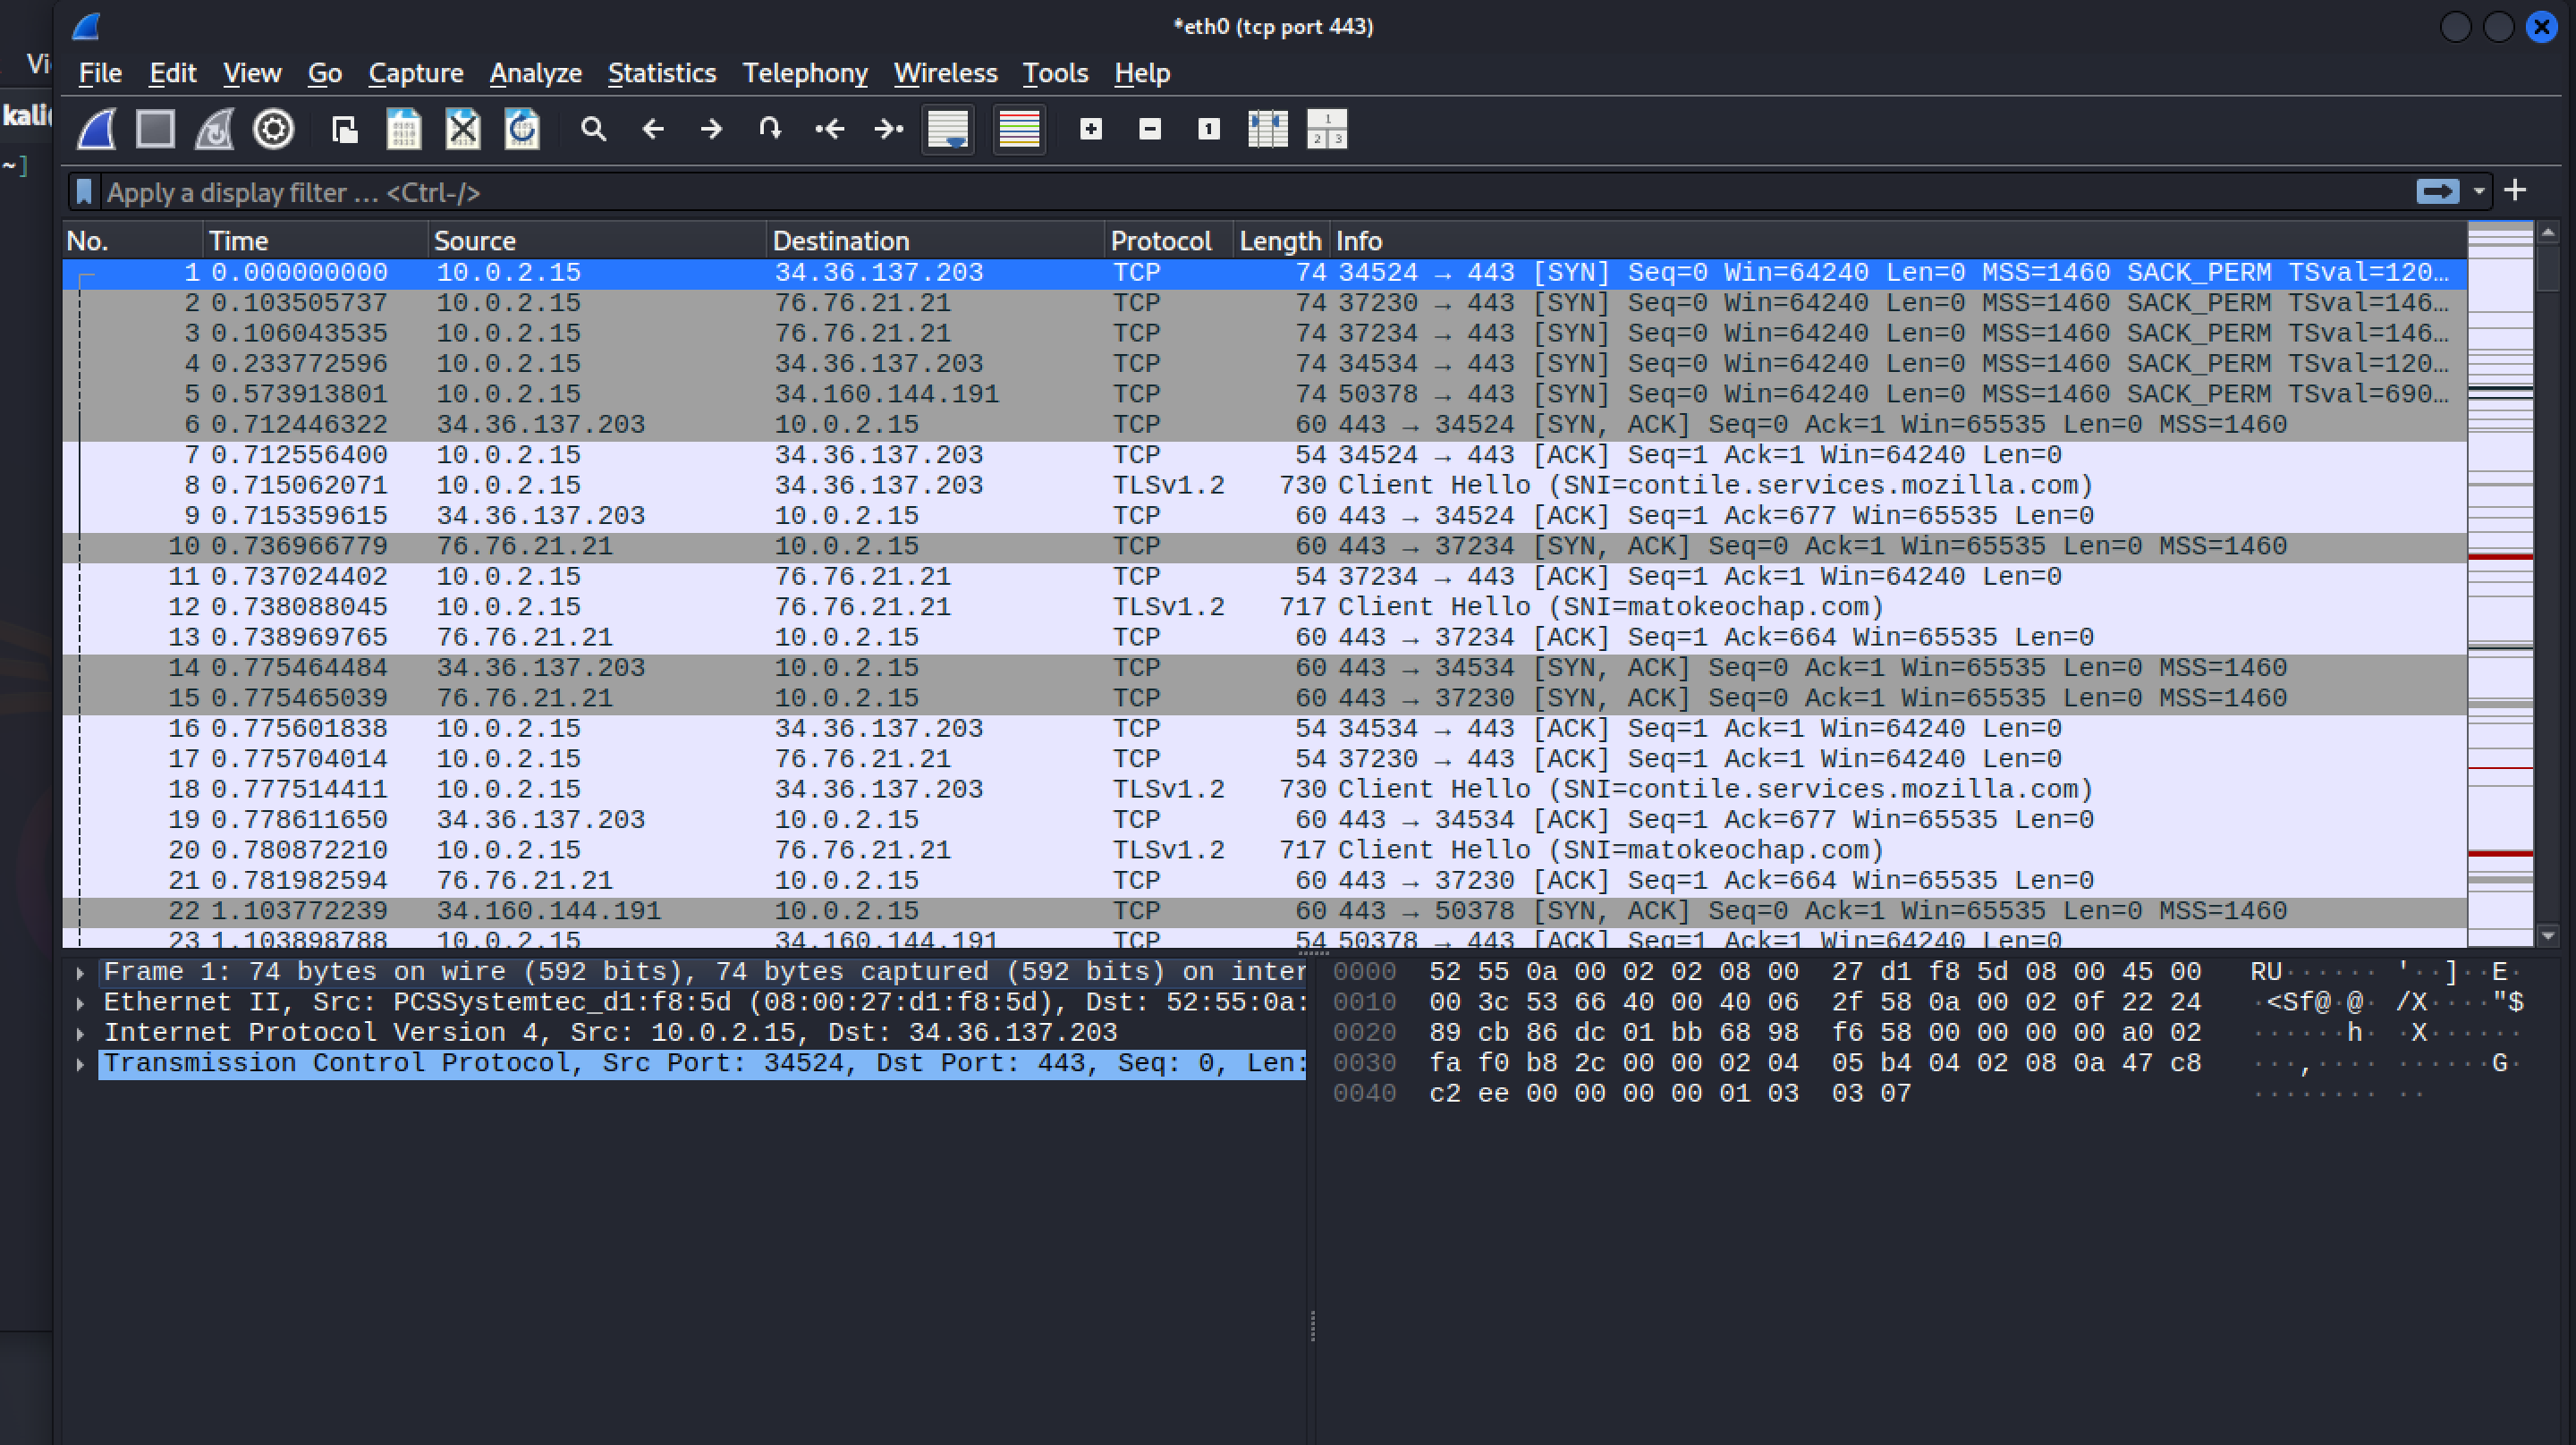 *eth0 (tcp port 443)
Vi
File Edit View Go Capture Analyze Statistics Telephony Wireless Tools Help
kali
~]
Apply a display filter … <Ctrl-/>
No. Time Source Destination Protocol Length Info
1 0.000000000 10.0.2.15 34.36.137.203 TCP 74 34524 → 443 [SYN] Seq=0 Win=64240 Len=0 MSS=1460 SACK_PERM TSval=120…
2 0.103505737 10.0.2.15 76.76.21.21 TCP 74 37230 → 443 [SYN] Seq=0 Win=64240 Len=0 MSS=1460 SACK_PERM TSval=146…
3 0.106043535 10.0.2.15 76.76.21.21 TCP 74 37234 → 443 [SYN] Seq=0 Win=64240 Len=0 MSS=1460 SACK_PERM TSval=146…
4 0.233772596 10.0.2.15 34.36.137.203 TCP 74 34534 → 443 [SYN] Seq=0 Win=64240 Len=0 MSS=1460 SACK_PERM TSval=120…
5 0.573913801 10.0.2.15 34.160.144.191 TCP 74 50378 → 443 [SYN] Seq=0 Win=64240 Len=0 MSS=1460 SACK_PERM TSval=690…
6 0.712446322 34.36.137.203 10.0.2.15 TCP 60 443 → 34524 [SYN, ACK] Seq=0 Ack=1 Win=65535 Len=0 MSS=1460
7 0.712556400 10.0.2.15 34.36.137.203 TCP 54 34524 → 443 [ACK] Seq=1 Ack=1 Win=64240 Len=0
8 0.715062071 10.0.2.15 34.36.137.203 TLSv1.2 730 Client Hello (SNI=contile.services.mozilla.com)
9 0.715359615 34.36.137.203 10.0.2.15 TCP 60 443 → 34524 [ACK] Seq=1 Ack=677 Win=65535 Len=0
10 0.736966779 76.76.21.21 10.0.2.15 TCP 60 443 → 37234 [SYN, ACK] Seq=0 Ack=1 Win=65535 Len=0 MSS=1460
11 0.737024402 10.0.2.15 76.76.21.21 TCP 54 37234 → 443 [ACK] Seq=1 Ack=1 Win=64240 Len=0
12 0.738088045 10.0.2.15 76.76.21.21 TLSv1.2 717 Client Hello (SNI=matokeochap.com)
13 0.738969765 76.76.21.21 10.0.2.15 TCP 60 443 → 37234 [ACK] Seq=1 Ack=664 Win=65535 Len=0
14 0.775464484 34.36.137.203 10.0.2.15 TCP 60 443 → 34534 [SYN, ACK] Seq=0 Ack=1 Win=65535 Len=0 MSS=1460
15 0.775465039 76.76.21.21 10.0.2.15 TCP 60 443 → 37230 [SYN, ACK] Seq=0 Ack=1 Win=65535 Len=0 MSS=1460
16 0.775601838 10.0.2.15 34.36.137.203 TCP 54 34534 → 443 [ACK] Seq=1 Ack=1 Win=64240 Len=0
17 0.775704014 10.0.2.15 76.76.21.21 TCP 54 37230 → 443 [ACK] Seq=1 Ack=1 Win=64240 Len=0
18 0.777514411 10.0.2.15 34.36.137.203 TLSv1.2 730 Client Hello (SNI=contile.services.mozilla.com)
19 0.778611650 34.36.137.203 10.0.2.15 TCP 60 443 → 34534 [ACK] Seq=1 Ack=677 Win=65535 Len=0
20 0.780872210 10.0.2.15 76.76.21.21 TLSv1.2 717 Client Hello (SNI=matokeochap.com)
21 0.781982594 76.76.21.21 10.0.2.15 TCP 60 443 → 37230 [ACK] Seq=1 Ack=664 Win=65535 Len=0
22 1.103772239 34.160.144.191 10.0.2.15 TCP 60 443 → 50378 [SYN, ACK] Seq=0 Ack=1 Win=65535 Len=0 MSS=1460
23 1.103898788 10.0.2.15 34.160.144.191 TCP 54 50378 → 443 [ACK] Seq=1 Ack=1 Win=64240 Len=0
Frame 1: 74 bytes on wire (592 bits), 74 bytes captured (592 bits) on inter
Ethernet II, Src: PCSSystemtec_d1:f8:5d (08:00:27:d1:f8:5d), Dst: 52:55:0a:
Internet Protocol Version 4, Src: 10.0.2.15, Dst: 34.36.137.203
Transmission Control Protocol, Src Port: 34524, Dst Port: 443, Seq: 0, Len:
0000 52 55 0a 00 02 02 08 00 27 d1 f8 5d 08 00 45 00 RU······ '··]··E·
0010 00 3c 53 66 40 00 40 06 2f 58 0a 00 02 0f 22 24 ·<Sf@·@· /X····"$
0020 89 cb 86 dc 01 bb 68 98 f6 58 00 00 00 00 a0 02 ······h· ·X······
0030 fa f0 b8 2c 00 00 02 04 05 b4 04 02 08 0a 47 c8 ···,···· ······G·
0040 c2 ee 00 00 00 00 01 03 03 07 ········ ··